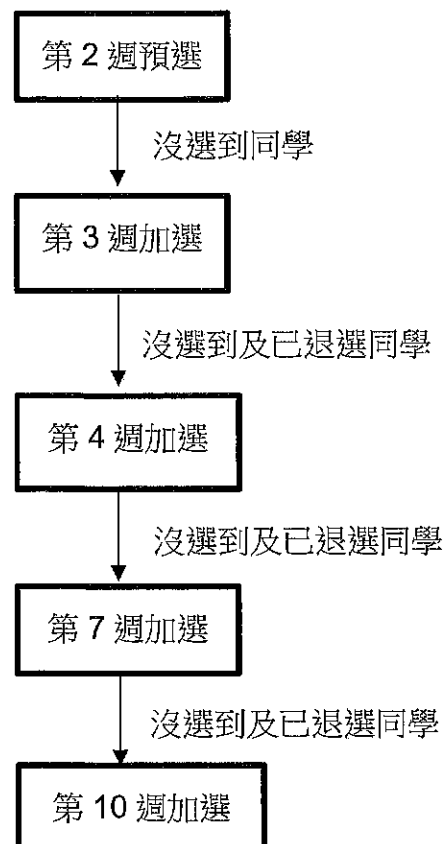 第 2 週預選
沒選到同學
第 3 週加選
沒選到及已退選同學
第 4 週加選
沒選到及已退選同學
第 7 週加選
沒選到及已退選同學
第 10 週加選